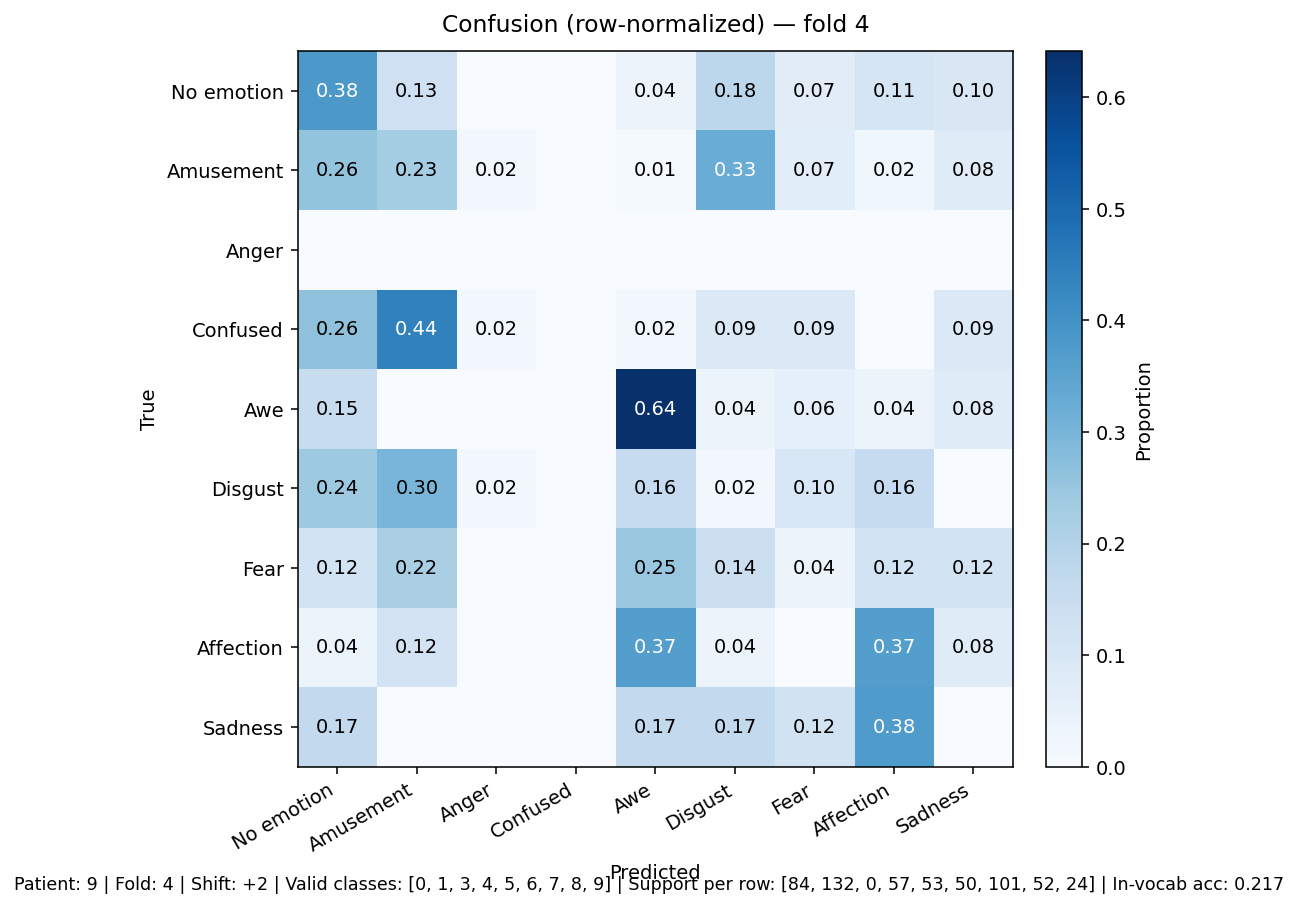 Confusion (row-normalized) — fold 4
No emotion 0.38 0.13 0.04 0.18 0.07 0.11 0.10
Amusement 0.26 0.23 0.02 0.01 0.33 0.07 0.02 0.08
Anger
Confused 0.26 0.44 0.02 0.02 0.09 0.09 0.09
Awe 0.15 0.64 0.04 0.06 0.04 0.08
Disgust 0.24 0.30 0.02 0.16 0.02 0.10 0.16
Fear 0.12 0.22 0.25 0.14 0.04 0.12 0.12
Affection 0.04 0.12 0.37 0.04 0.37 0.08
Sadness 0.17 0.17 0.17 0.12 0.38
True
No emotion Amusement Anger Confused Awe Disgust Fear Affection Sadness
Predicted
0.6
0.5
0.4
0.3
0.2
0.1
0.0
Proportion
Patient: 9 | Fold: 4 | Shift: +2 | Valid classes: [0, 1, 3, 4, 5, 6, 7, 8, 9] | Support per row: [84, 132, 0, 57, 53, 50, 101, 52, 24] | In-vocab acc: 0.217